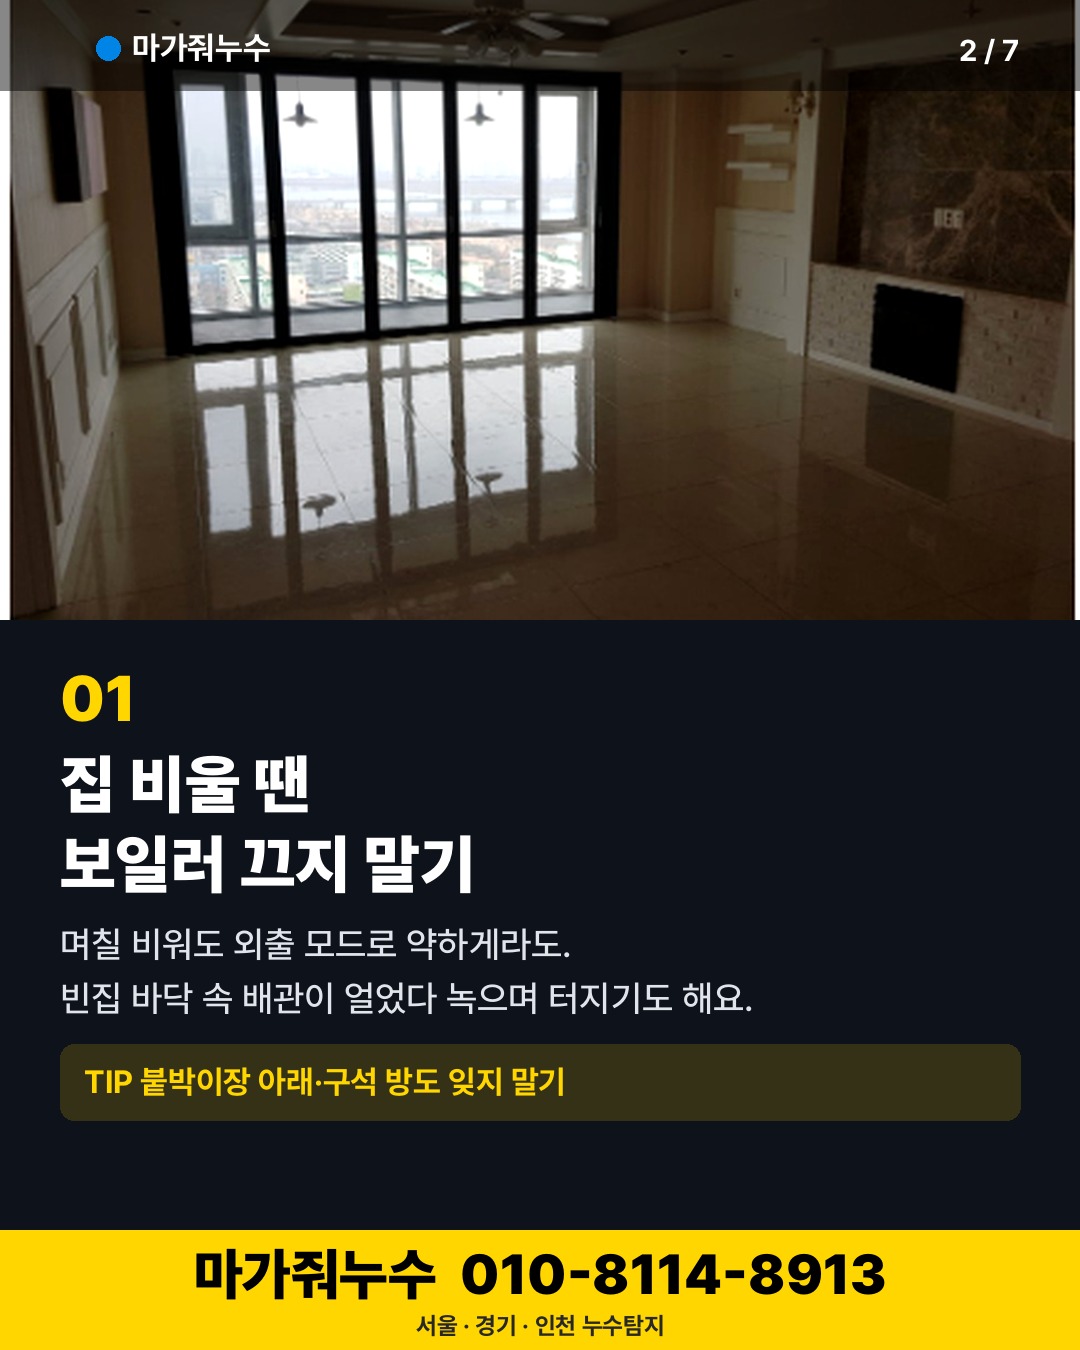 마가줘누수
2 / 7
01
집 비울 땐
보일러 끄지 말기
며칠 비워도 외출 모드로 약하게라도.
빈집 바닥 속 배관이 얼었다 녹으며 터지기도 해요.
TIP 붙박이장 아래·구석 방도 잊지 말기
마가줘누수 010-8114-8913
서울 · 경기 · 인천 누수탐지